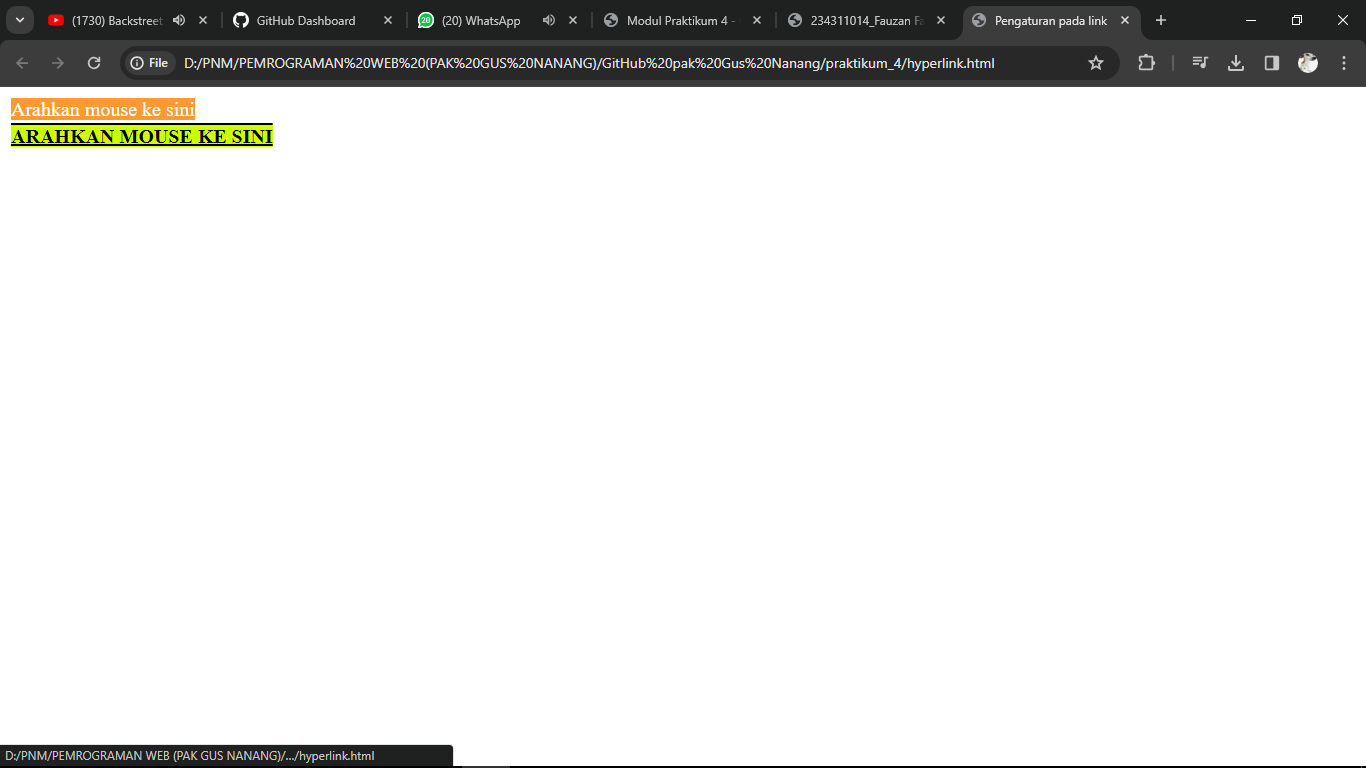 (1730) Backstreet
GitHub Dashboard
20
(20) WhatsApp
Modul Praktikum 4 -
234311014_Fauzan Fa
Pengaturan pada link
File
D:/PNM/PEMROGRAMAN%20WEB%20(PAK%20GUS%20NANANG)/GitHub%20pak%20Gus%20Nanang/praktikum_4/hyperlink.html
Arahkan mouse ke sini
ARAHKAN MOUSE KE SINI
D:/PNM/PEMROGRAMAN WEB (PAK GUS NANANG)/.../hyperlink.html